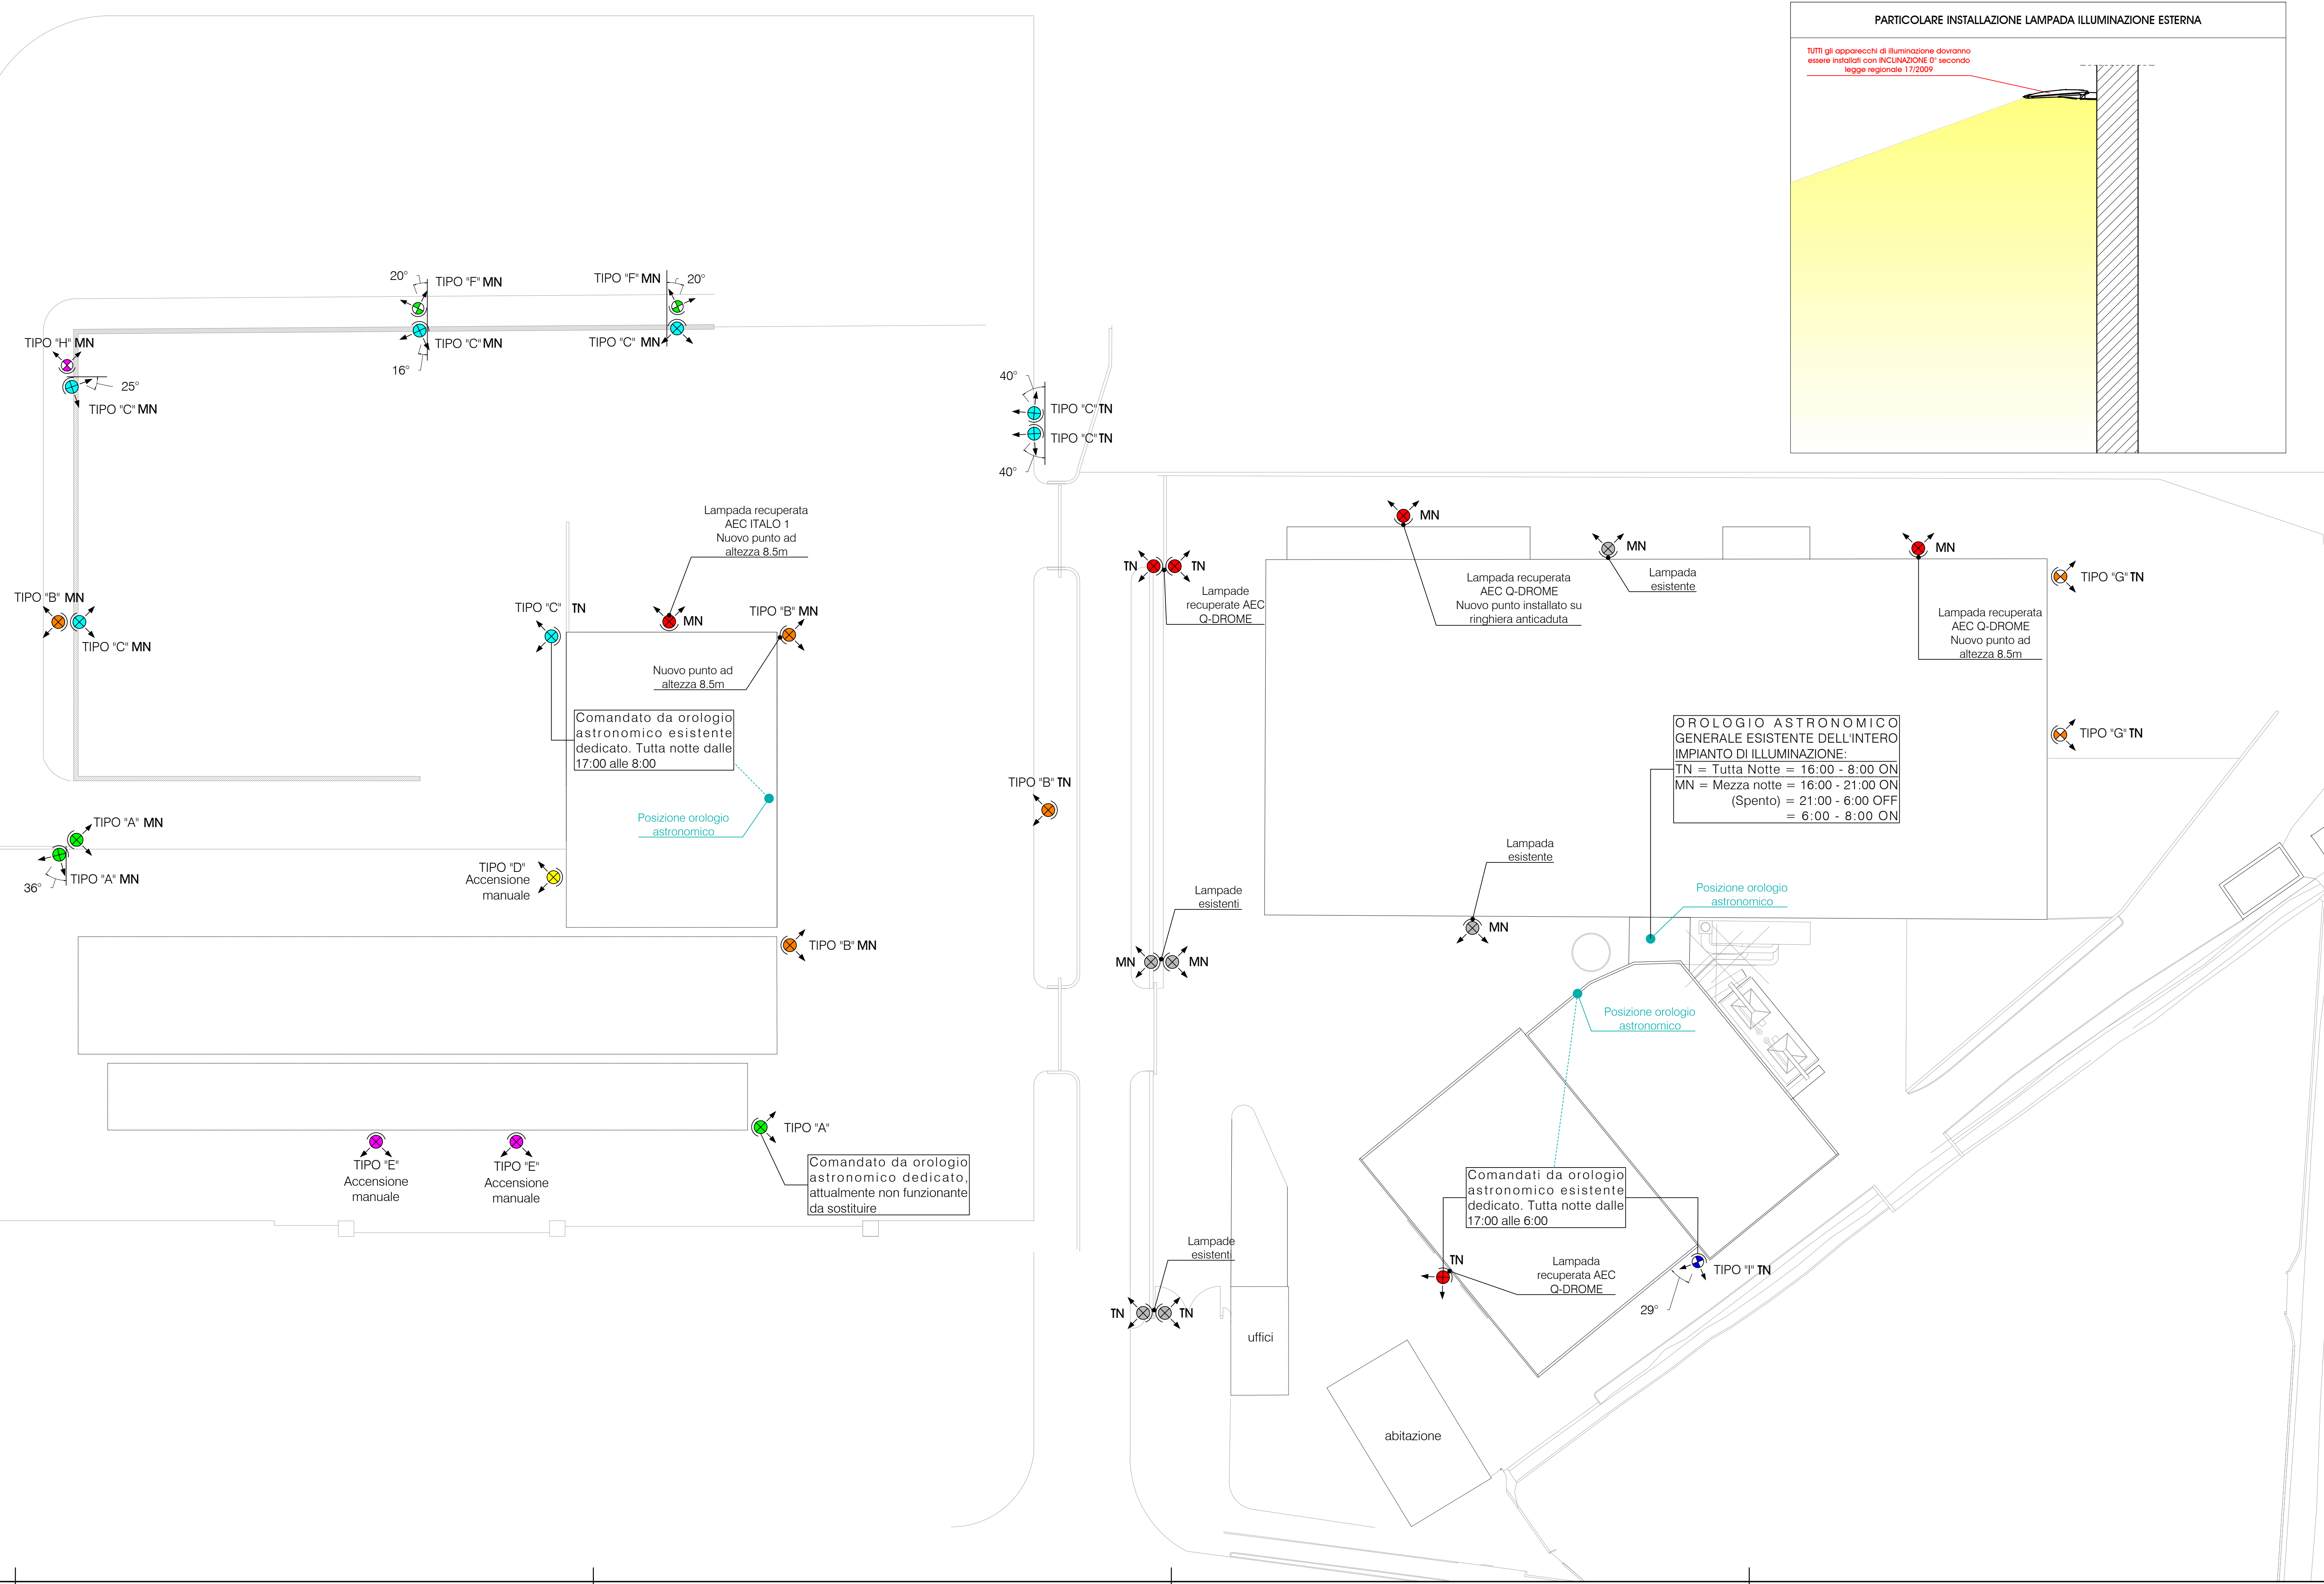 PARTICOLARE INSTALLAZIONE LAMPADA ILLUMINAZIONE ESTERNA
TUTTI gli apparecchi di illuminazione dovranno
essere installati con INCLINAZIONE 0° secondo
legge regionale 17/2009
20°
TIPO "F" MN
TIPO "F" MN
20°
TIPO "H" MN
TIPO "C" MN
TIPO "C" MN
16°
25°
TIPO "C" MN
40°
TIPO "C" TN
TIPO "C" TN
40°
Lampada recuperata
AEC ITALO 1
Nuovo punto ad
altezza 8.5m
MN
TIPO "B" MN
TIPO "C" MN
TIPO "C" TN
TIPO "B" MN
Nuovo punto ad
altezza 8.5m
Comandato da orologio
astronomico esistente
dedicato. Tutta notte dalle
17:00 alle 8:00
Posizione orologio
astronomico
TIPO "A" MN
TIPO "A" MN
36°
TIPO "D"
Accensione
manuale
TIPO "B" MN
TIPO "B" TN
TIPO "E"
Accensione
manuale
TIPO "E"
Accensione
manuale
TIPO "A"
Comandato da orologio
astronomico dedicato,
attualmente non funzionante
da sostituire
TN
TN
Lampade
recuperate AEC
Q-DROME
MN
Lampada recuperata
AEC Q-DROME
Nuovo punto installato su
ringhiera anticaduta
MN
Lampada
esistente
MN
Lampada recuperata
AEC Q-DROME
Nuovo punto ad
altezza 8.5m
TIPO "G" TN
TIPO "G" TN
OROLOGIO ASTRONOMICO
GENERALE ESISTENTE DELL'INTERO
IMPIANTO DI ILLUMINAZIONE:
TN = Tutta Notte = 16:00 - 8:00 ON
MN = Mezza notte = 16:00 - 21:00 ON
(Spento) = 21:00 - 6:00 OFF
= 6:00 - 8:00 ON
Lampada
esistente
MN
Posizione orologio
astronomico
Lampade
esistenti
MN
MN
Posizione orologio
astronomico
Comandati da orologio
astronomico esistente
dedicato. Tutta notte dalle
17:00 alle 6:00
TN
Lampada
recuperata AEC
Q-DROME
TIPO "I" TN
29°
Lampade
esistenti
TN
TN
uffici
abitazione